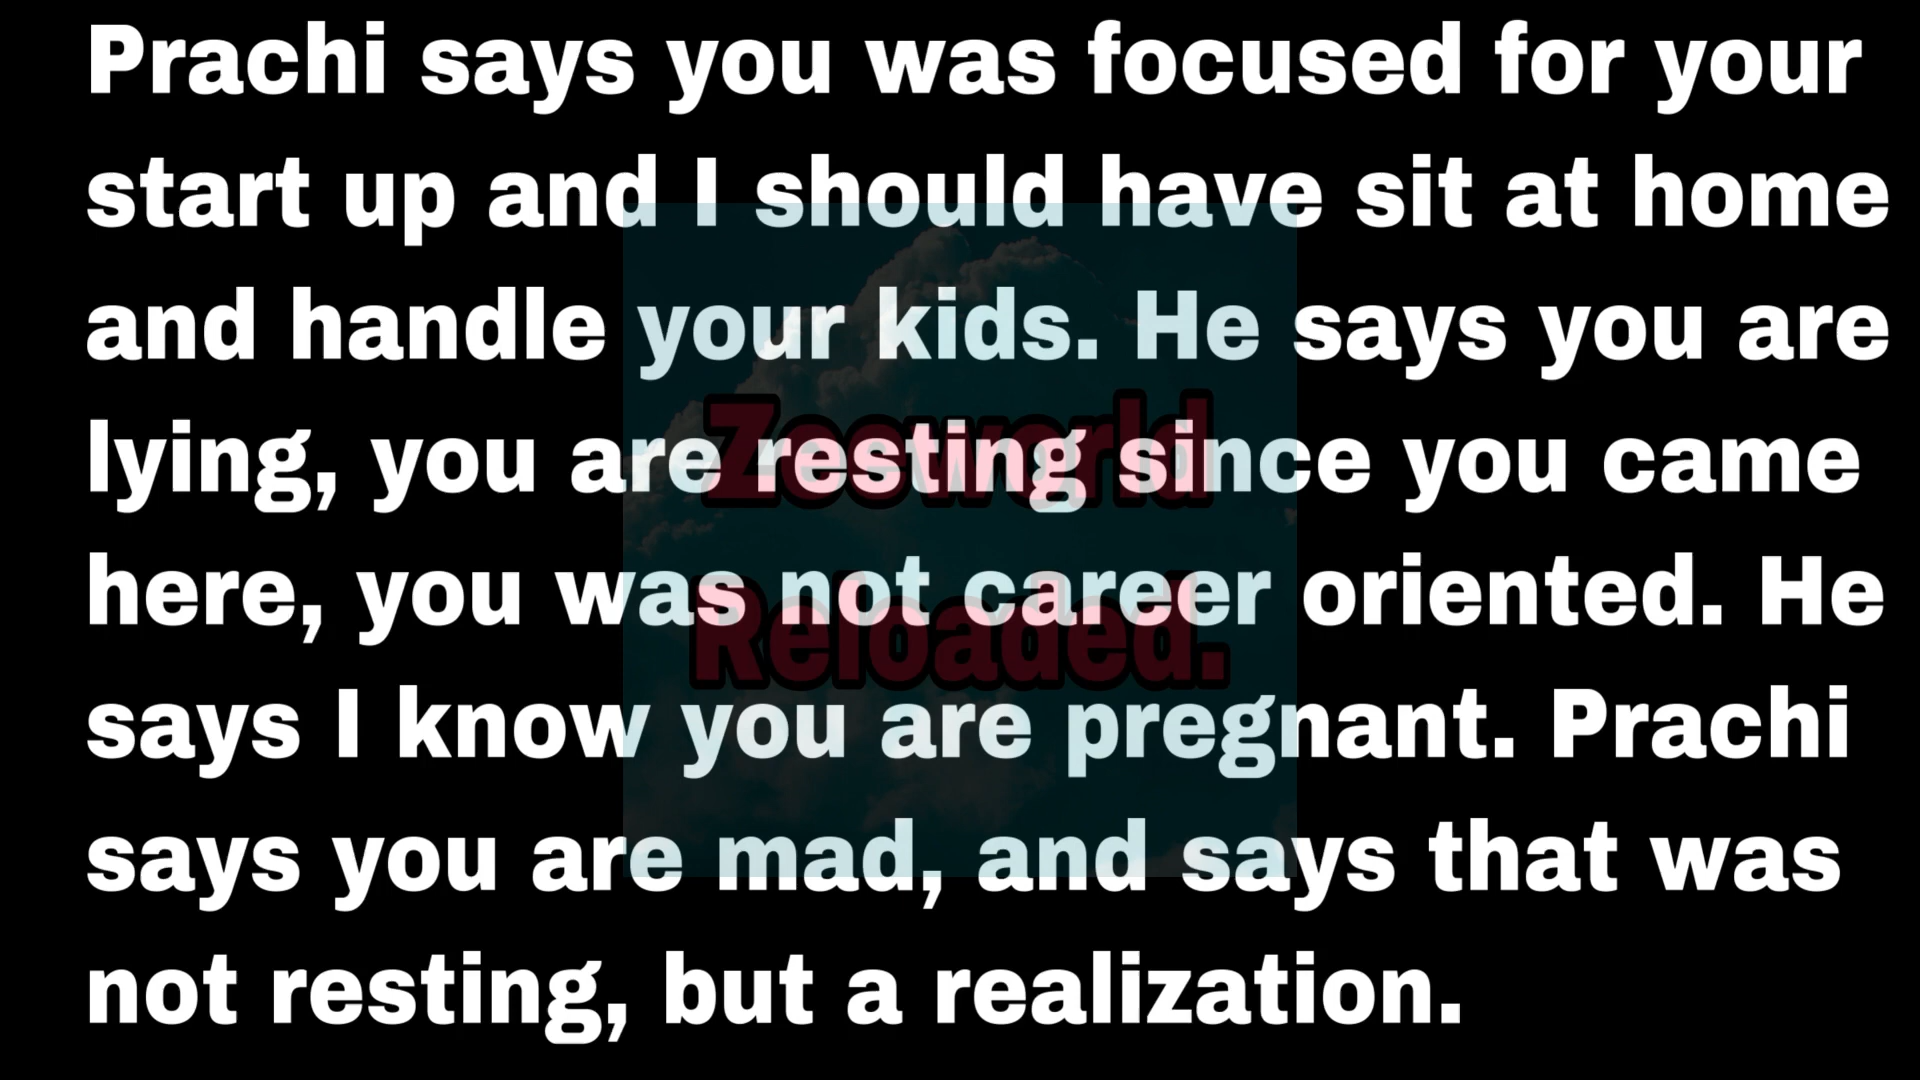 Prachi says you was focused for your
start up and I should have sit at home
and handle your kids. He says you are
lying, you are resting since you came
here, you was not career oriented. He
says I know you are pregnant. Prachi
says you are mad, and says that was
not resting, but a realization.
Zeeworld
Reloaded.